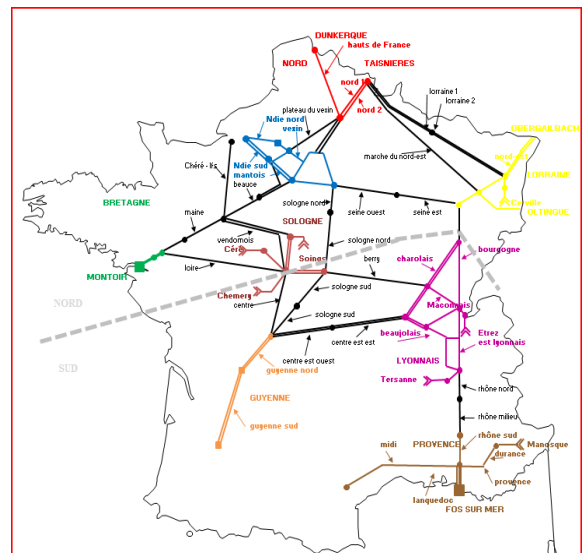 DUNKERQUE
hauts de France
NORD
TAISNIERES
nord 1
nord 2
lorraine 1
lorraine 2
plateau du vexin
Ndie nord
vexin
OBERGAILBACH
nord est
marche du nord-est
LORRAINE
Cerville
OLTINGUE
Ndie sud
mantois
beauce
BRETAGNE
maine
sologne nord
seine ouest
seine est
SOLOGNE
vendomois
Céré
Soings
sologne nord
bourgogne
charolais
MONTOIR
loire
berry
Chemery
centre
sologne sud
Maconnais
NORD
sologne sud
beaujolais
Etrez
est lyonnais
SUD
centre est est
centre est ouest
LYONNAIS
guyenne nord
Tersanne
rhône nord
GUYENNE
rhône milieu
guyenne sud
midi
PROVENCE
rhône sud
Manosque
durance
provence
languedoc
FOS SUR MER